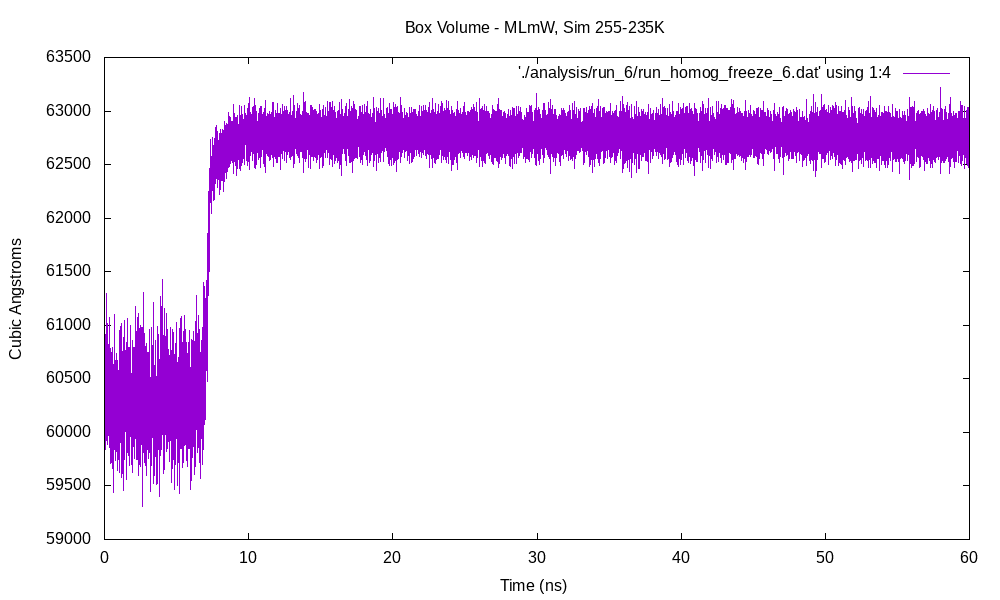 Box Volume - MLmW, Sim 255-235K
'./analysis/run_6/run_homog_freeze_6.dat' using 1:4
63500
63000
62500
62000
61500
61000
60500
60000
59500
59000
Cubic Angstroms
0 10 20 30 40 50 60
Time (ns)